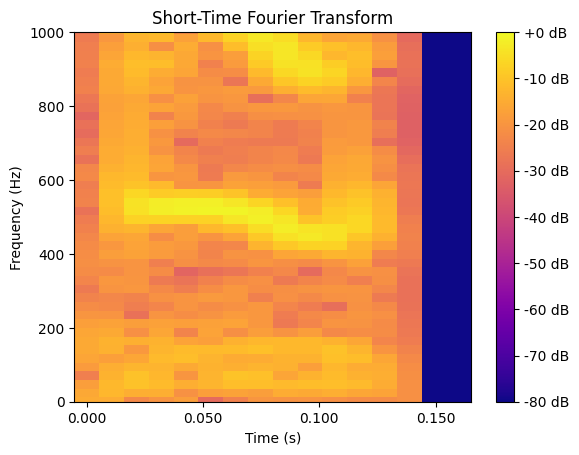 Short-Time Fourier Transform
1000
800
600
400
200
0
Frequency (Hz)
0.000
0.050
0.100
0.150
Time (s)
+0 dB
-10 dB
-20 dB
-30 dB
-40 dB
-50 dB
-60 dB
-70 dB
-80 dB